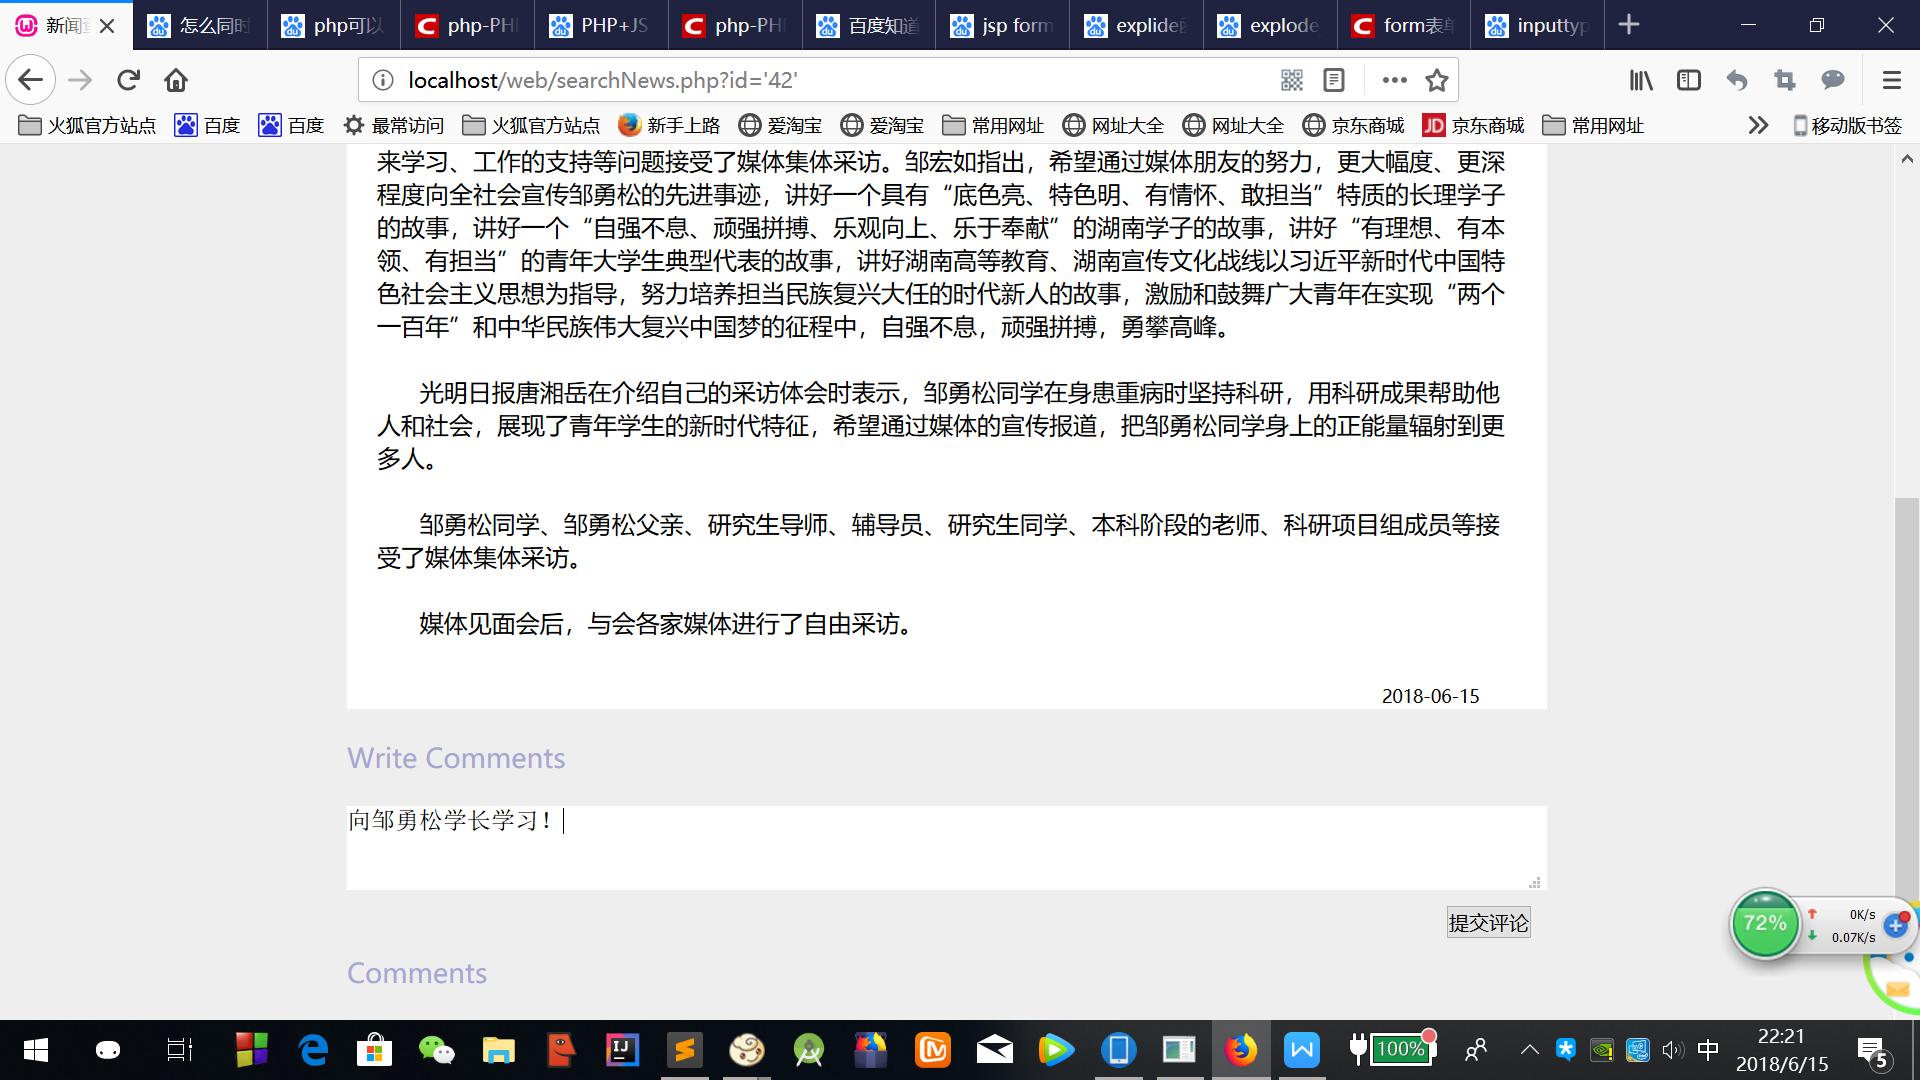 新闻
怎么同时
php可以
php-PH
PHP+JS
php-PH
百度知道
jsp form
explide
explode
form表单
inputtyp
localhost/web/searchNews.php?id='42'
火狐官方站点
百度
百度
最常访问
火狐官方站点
新手上路
爱淘宝
爱淘宝
常用网址
网址大全
网址大全
京东商城
JD 京东商城
常用网址
移动版书签
来学习、工作的支持等问题接受了媒体集体采访。邹宏如指出，希望通过媒体朋友的努力，更大幅度、更深
程度向全社会宣传邹勇松的先进事迹，讲好一个具有“底色亮、特色明、有情怀、敢担当”特质的长理学子
的故事，讲好一个“自强不息、顽强拼搏、乐观向上、乐于奉献”的湖南学子的故事，讲好“有理想、有本
领、有担当”的青年大学生典型代表的故事，讲好湖南高等教育、湖南宣传文化战线以习近平新时代中国特
色社会主义思想为指导，努力培养担当民族复兴大任的时代新人的故事，激励和鼓舞广大青年在实现“两个
一百年”和中华民族伟大复兴中国梦的征程中，自强不息，顽强拼搏，勇攀高峰。
光明日报唐湘岳在介绍自己的采访体会时表示，邹勇松同学在身患重病时坚持科研，用科研成果帮助他
人和社会，展现了青年学生的新时代特征，希望通过媒体的宣传报道，把邹勇松同学身上的正能量辐射到更
多人。
邹勇松同学、邹勇松父亲、研究生导师、辅导员、研究生同学、本科阶段的老师、科研项目组成员等接
受了媒体集体采访。
媒体见面会后，与会各家媒体进行了自由采访。
2018-06-15
Write Comments
向邹勇松学长学习！
提交评论
72%
0K/s
0.07K/s
Comments
100%
中
22:21
2018/6/15
5